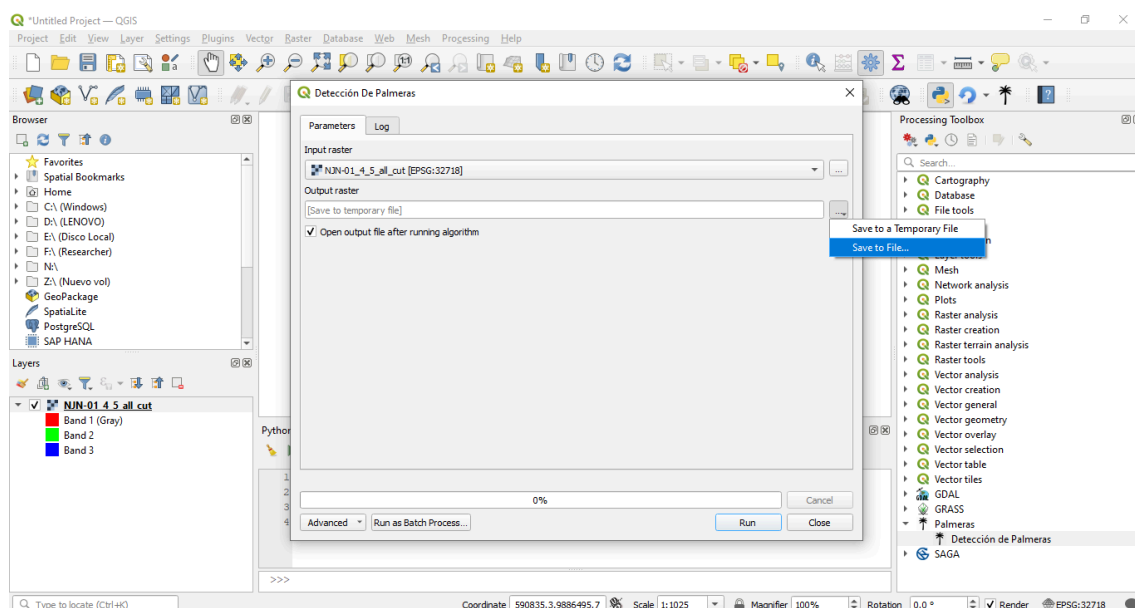 *Untitled Project — QGIS
Project Edit View Layer Settings Plugins Vector Raster Database Web Mesh Processing Help
Browser
Favorites
Spatial Bookmarks
Home
C:\ (Windows)
D:\ (LENOVO)
E:\ (Disco Local)
F:\ (Researcher)
N:\
Z:\ (Nuevo vol)
GeoPackage
SpatiaLite
PostgreSQL
SAP HANA
Layers
NJN-01_4_5_all_cut
Band 1 (Gray)
Band 2
Band 3
Detección De Palmeras
Parameters Log
Input raster
NJN-01_4_5_all_cut [EPSG:32718]
Output raster
[Save to temporary file]
Open output file after running algorithm
Save to a Temporary File
Save to File...
0%
Cancel
Advanced
Run as Batch Process...
Run
Close
Python
1
2
3
4
>>>
Processing Toolbox
Search...
Cartography
Database
File tools
Mesh
Network analysis
Plots
Raster analysis
Raster creation
Raster terrain analysis
Raster tools
Vector analysis
Vector creation
Vector general
Vector geometry
Vector overlay
Vector selection
Vector table
Vector tiles
GDAL
GRASS
Palmeras
Detección de Palmeras
SAGA
Type to locate (Ctrl+K)
Coordinate 590835.3,9886495.7 Scale 1:1025 Magnifier 100% Rotation 0.0 ° Render EPSG:32718